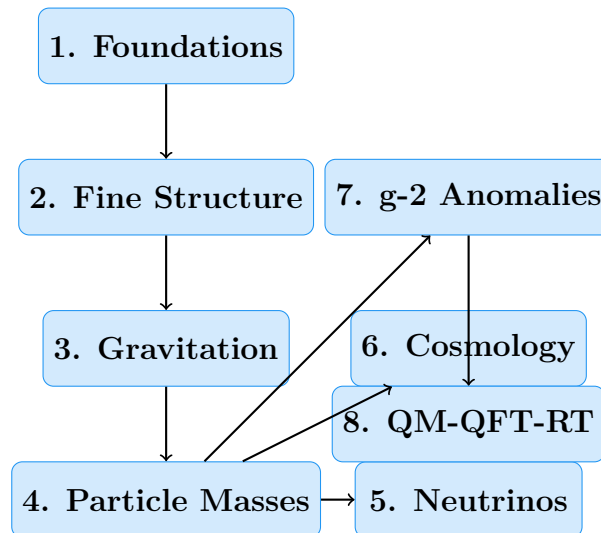 1. Foundations
2. Fine Structure
7. g-2 Anomalies
3. Gravitation
6. Cosmology
8. QM-QFT-RT
4. Particle Masses
5. Neutrinos